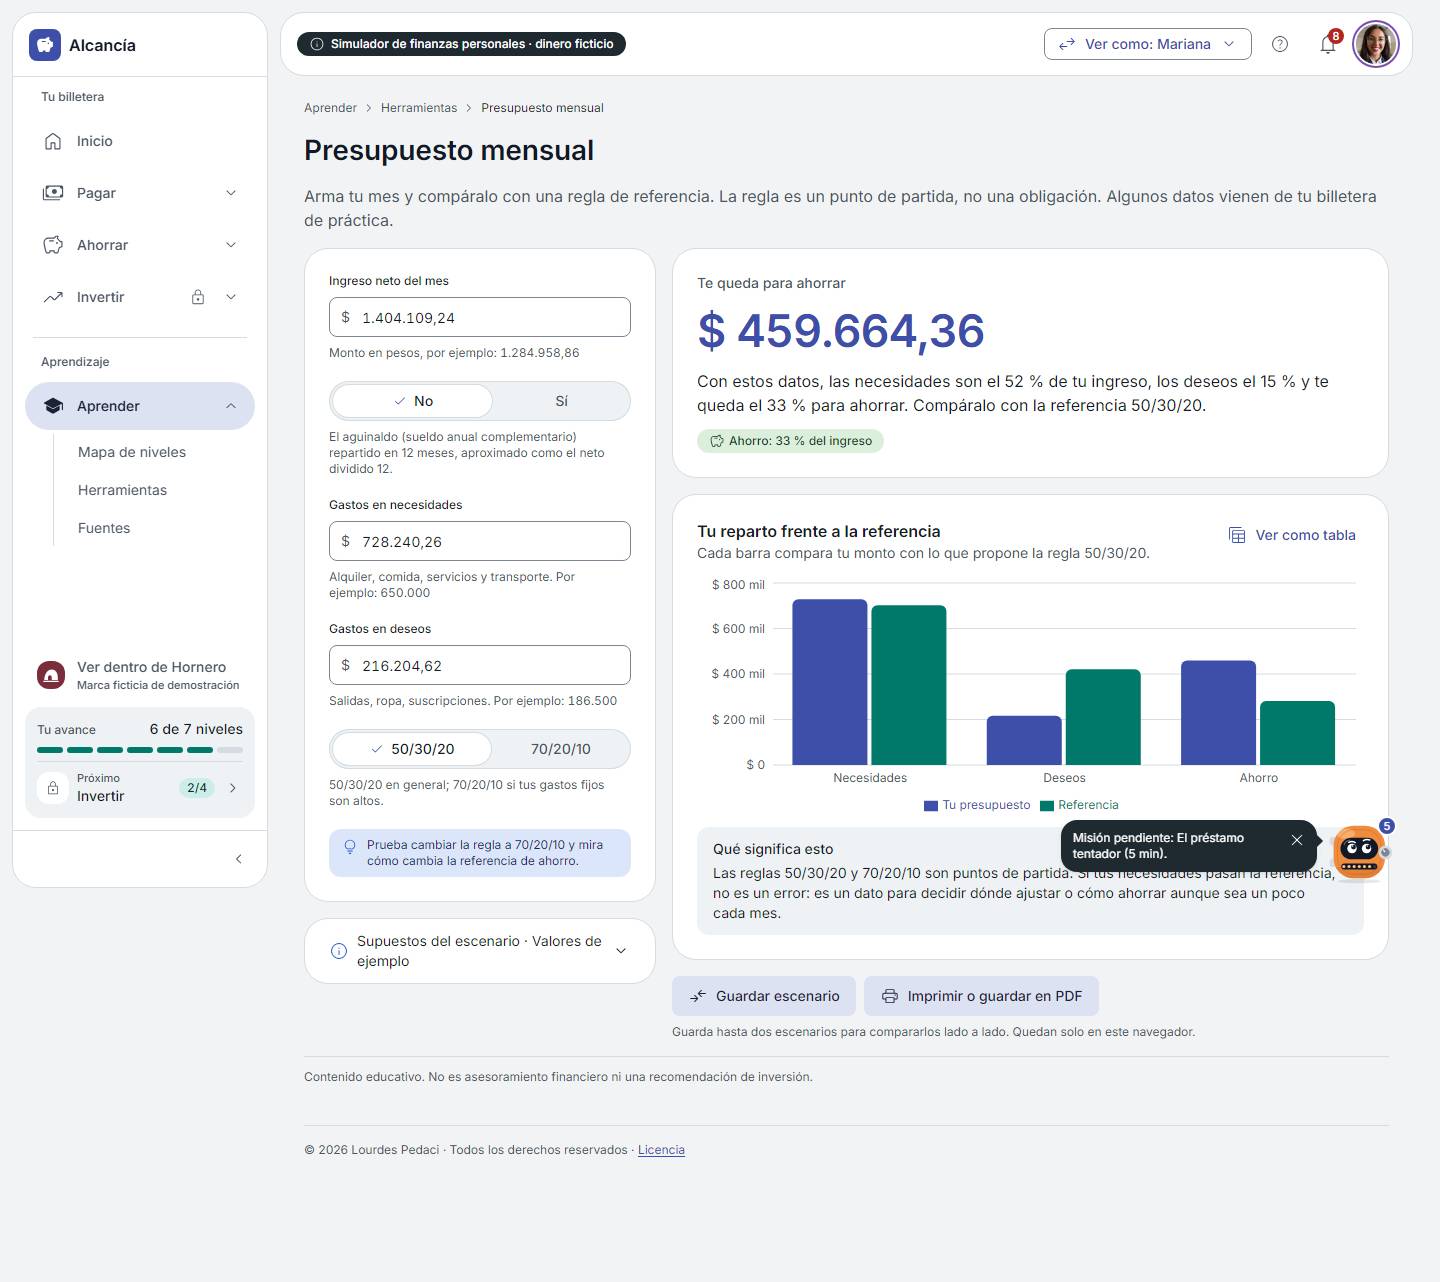 Alcancía
Simulador de finanzas personales · dinero ficticio
Ver como: Mariana
8
Tu billetera
Inicio
Pagar
Ahorrar
Invertir
Aprendizaje
Aprender
Mapa de niveles
Herramientas
Fuentes
Ver dentro de Hornero
Marca ficticia de demostración
Tu avance
6 de 7 niveles
Próximo
Invertir
2/4
Aprender
Herramientas
Presupuesto mensual
Presupuesto mensual
Arma tu mes y compáralo con una regla de referencia. La regla es un punto de partida, no una obligación. Algunos datos vienen de tu billetera
de práctica.
Ingreso neto del mes
$ 1.404.109,24
Monto en pesos, por ejemplo: 1.284.958,86
No
Sí
El aguinaldo (sueldo anual complementario)
repartido en 12 meses, aproximado como el neto
dividido 12.
Gastos en necesidades
$ 728.240,26
Alquiler, comida, servicios y transporte. Por
ejemplo: 650.000
Gastos en deseos
$ 216.204,62
Salidas, ropa, suscripciones. Por ejemplo: 186.500
50/30/20
70/20/10
50/30/20 en general; 70/20/10 si tus gastos fijos
son altos.
Prueba cambiar la regla a 70/20/10 y mira
cómo cambia la referencia de ahorro.
Supuestos del escenario · Valores de
ejemplo
Te queda para ahorrar
$ 459.664,36
Con estos datos, las necesidades son el 52 % de tu ingreso, los deseos el 15 % y te
queda el 33 % para ahorrar. Compáralo con la referencia 50/30/20.
Ahorro: 33 % del ingreso
Tu reparto frente a la referencia
Cada barra compara tu monto con lo que propone la regla 50/30/20.
Ver como tabla
$ 800 mil
$ 600 mil
$ 400 mil
$ 200 mil
$ 0
Necesidades
Deseos
Ahorro
Tu presupuesto
Referencia
Misión pendiente: El préstamo
tentador (5 min).
5
Qué significa esto
Las reglas 50/30/20 y 70/20/10 son puntos de partida. Si tus necesidades pasan la referencia,
no es un error: es un dato para decidir dónde ajustar o cómo ahorrar aunque sea un poco
cada mes.
Guardar escenario
Imprimir o guardar en PDF
Guarda hasta dos escenarios para compararlos lado a lado. Quedan solo en este navegador.
Contenido educativo. No es asesoramiento financiero ni una recomendación de inversión.
© 2026 Lourdes Pedaci · Todos los derechos reservados · Licencia